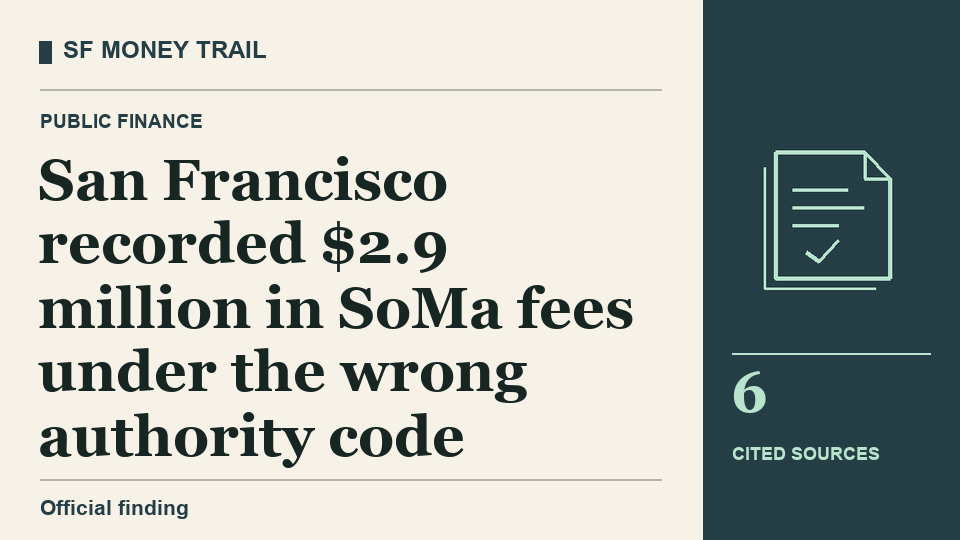 SF MONEY TRAIL
PUBLIC FINANCE
San Francisco
recorded $2.9
million in SoMa fees
under the wrong
authority code
Official finding
6
CITED SOURCES